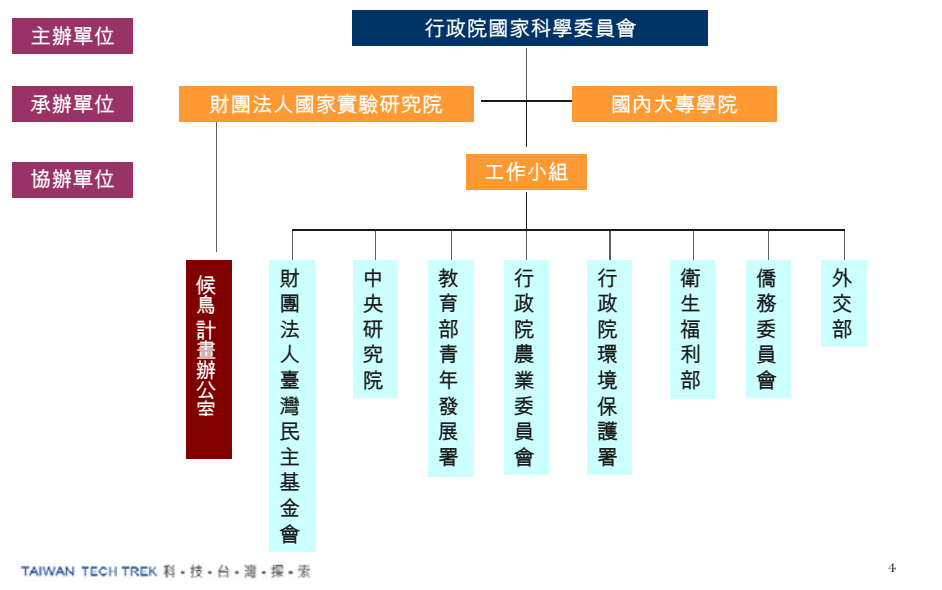 主辦單位
行政院國家科學委員會
承辦單位
財團法人國家實驗研究院
國內大專學院
協辦單位
工作小組
候鳥計畫辦公室
財團法人臺灣民主基金會
中央研究院
教育部青年發展署
行政院農業委員會
行政院環境保護署
衛生福利部
僑務委員會
外交部
TAIWAN TECH TREK 科•技•台•灣•探•索
4